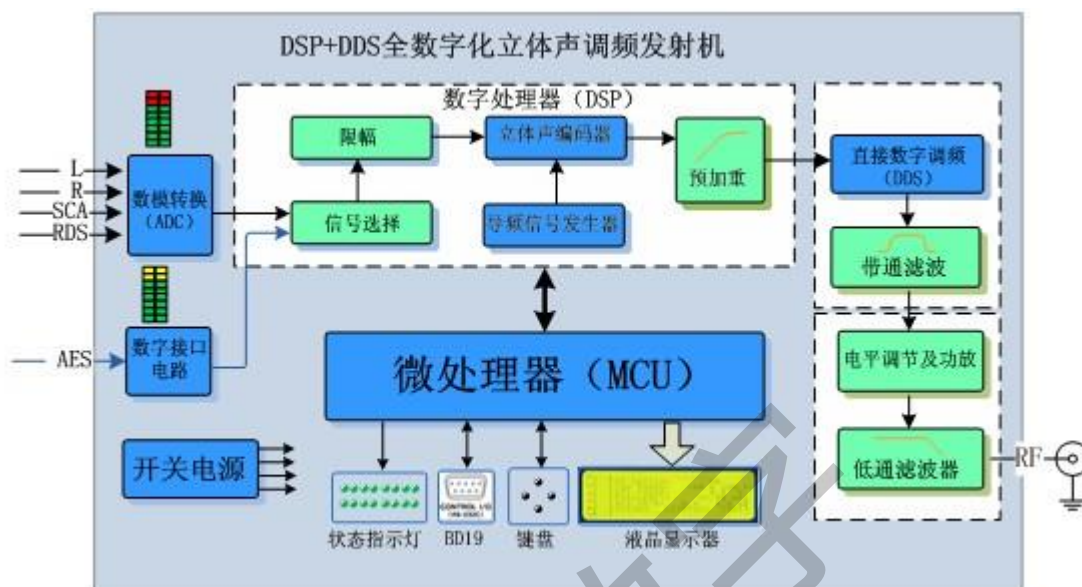 DSP+DDS全数字化立体声调频发射机
数字处理器（DSP）
限幅
立体声编码器
预加重
信号选择
导频信号发生器
L
R
SCA
RDS
数模转换
(ADC)
AES
数字接口
电路
开关电源
直接数字调频
(DDS)
带通滤波
电平调节及功放
低通滤波器
RF
微处理器（MCU）
CONTROL I/O
状态指示灯
BD19
键盘
液晶显示器
字